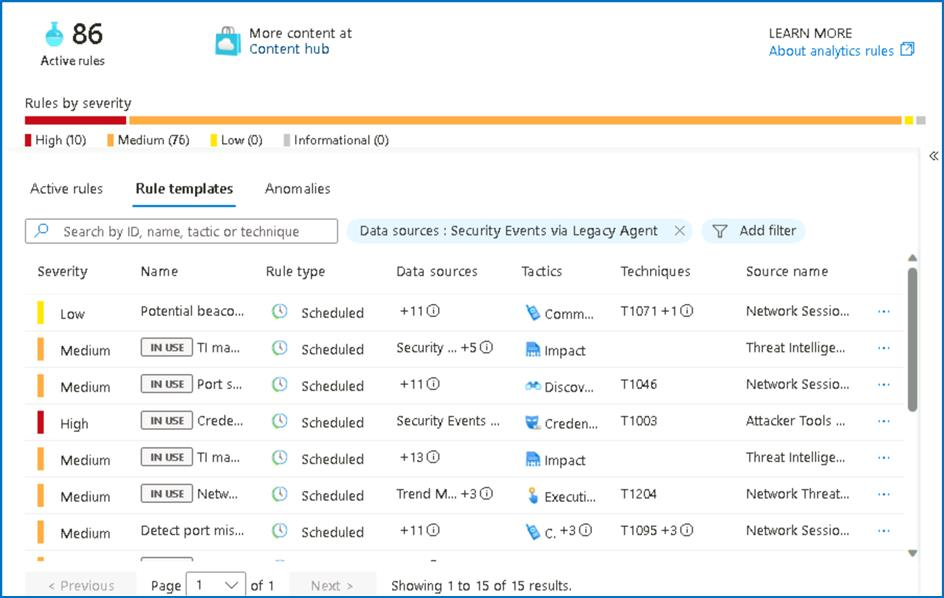 86
Active rules
More content at
Content hub
LEARN MORE
About analytics rules
Rules by severity
High (10) Medium (76) Low (0) Informational (0)
«
Active rules Rule templates Anomalies
Search by ID, name, tactic or technique Data sources : Security Events via Legacy Agent × Add filter
Severity Name Rule type Data sources Tactics Techniques Source name
Low Potential beaco... Scheduled +11 Comm... T1071 +1 Network Sessio... ...
Medium IN USE TI ma... Scheduled Security ... +5 Impact Threat Intellige... ...
Medium IN USE Port s... Scheduled +11 Discov... T1046 Network Sessio... ...
High IN USE Crede... Scheduled Security Events ... Creden... T1003 Attacker Tools ... ...
Medium IN USE TI ma... Scheduled +13 Impact Threat Intellige... ...
Medium IN USE Netw... Scheduled Trend M... +3 Executi... T1204 Network Threat... ...
Medium Detect port mis... Scheduled +11 C. +3 T1095 +3 Network Sessio... ...
< Previous Page 1 of 1 Next > Showing 1 to 15 of 15 results.